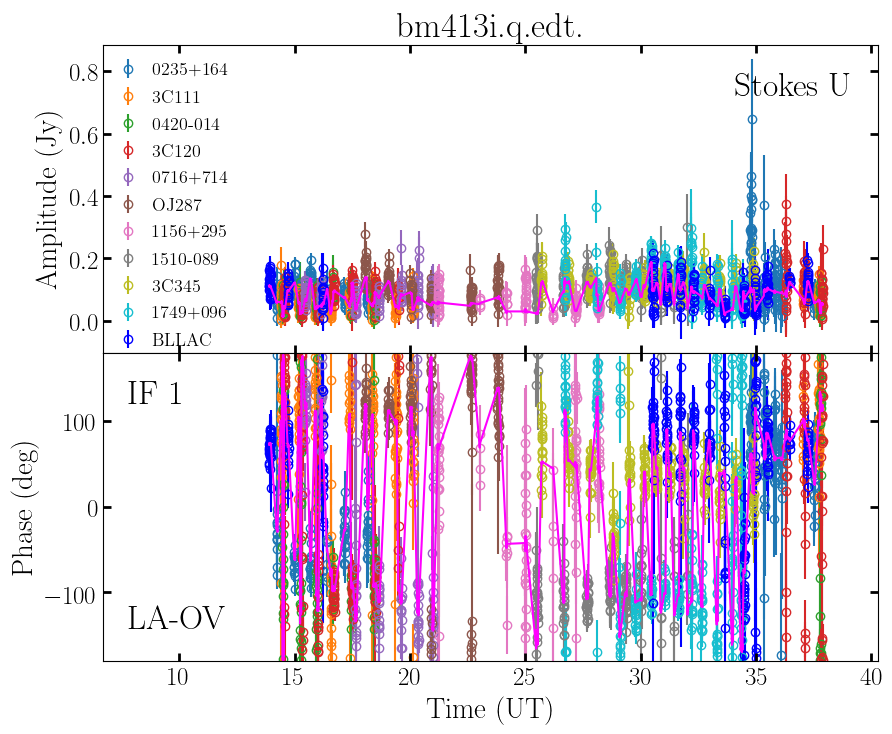 bm413i.q.edt.
Stokes U
Amplitude (Jy)
0.8
0.6
0.4
0.2
0.0
0235+164
3C111
0420-014
3C120
0716+714
OJ287
1156+295
1510-089
3C345
1749+096
BLLAC
IF 1
LA-OV
Phase (deg)
100
0
−100
10
15
20
25
30
35
40
Time (UT)